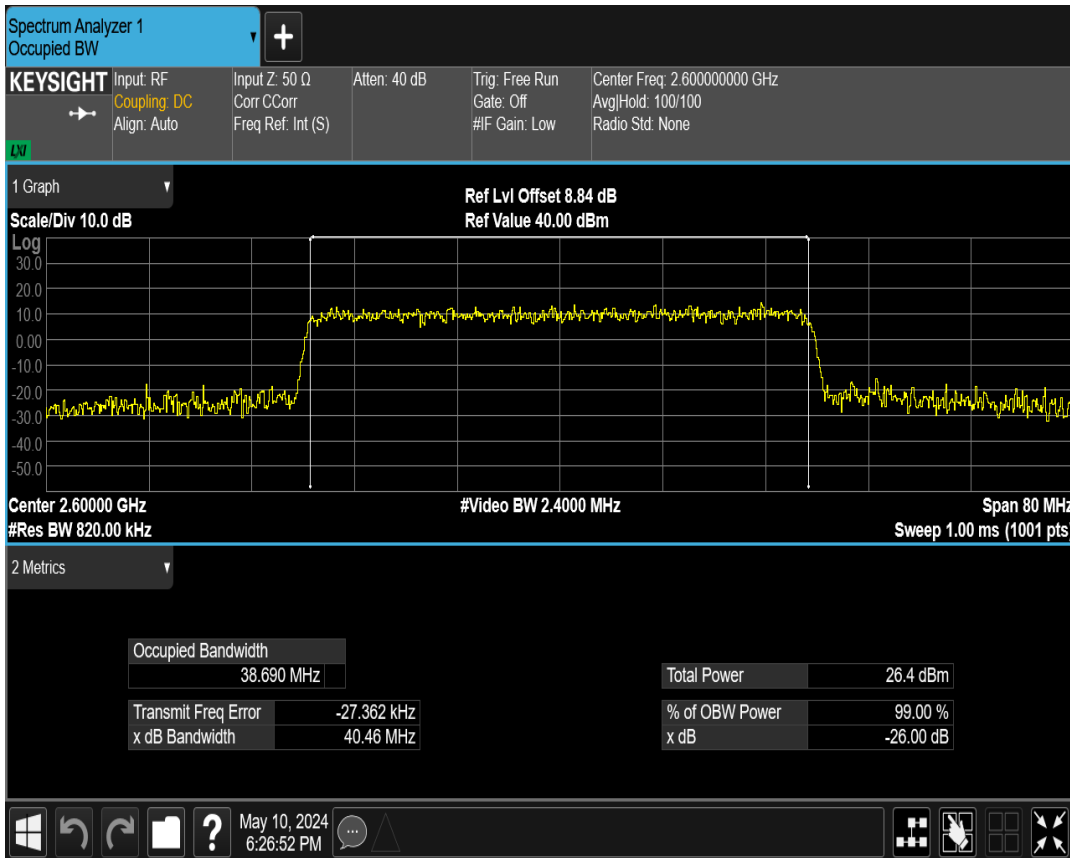 Spectrum Analyzer 1
Occupied BW
+
KEYSIGHT
LXI
Input: RF
Coupling: DC
Align: Auto
Input Z: 50 Ω
Corr CCorr
Freq Ref: Int (S)
Atten: 40 dB
Trig: Free Run
Gate: Off
#IF Gain: Low
Center Freq: 2.600000000 GHz
Avg|Hold: 100/100
Radio Std: None
1 Graph
Scale/Div 10.0 dB
Ref Lvl Offset 8.84 dB
Ref Value 40.00 dBm
Log
30.0
20.0
10.0
0.00
-10.0
-20.0
-30.0
-40.0
-50.0
Center 2.60000 GHz
#Video BW 2.4000 MHz
Span 80 MHz
#Res BW 820.00 kHz
Sweep 1.00 ms (1001 pts)
2 Metrics
Occupied Bandwidth
38.690 MHz
Total Power 26.4 dBm
Transmit Freq Error -27.362 kHz
% of OBW Power 99.00 %
x dB Bandwidth 40.46 MHz
x dB -26.00 dB
?
May 10, 2024
6:26:52 PM